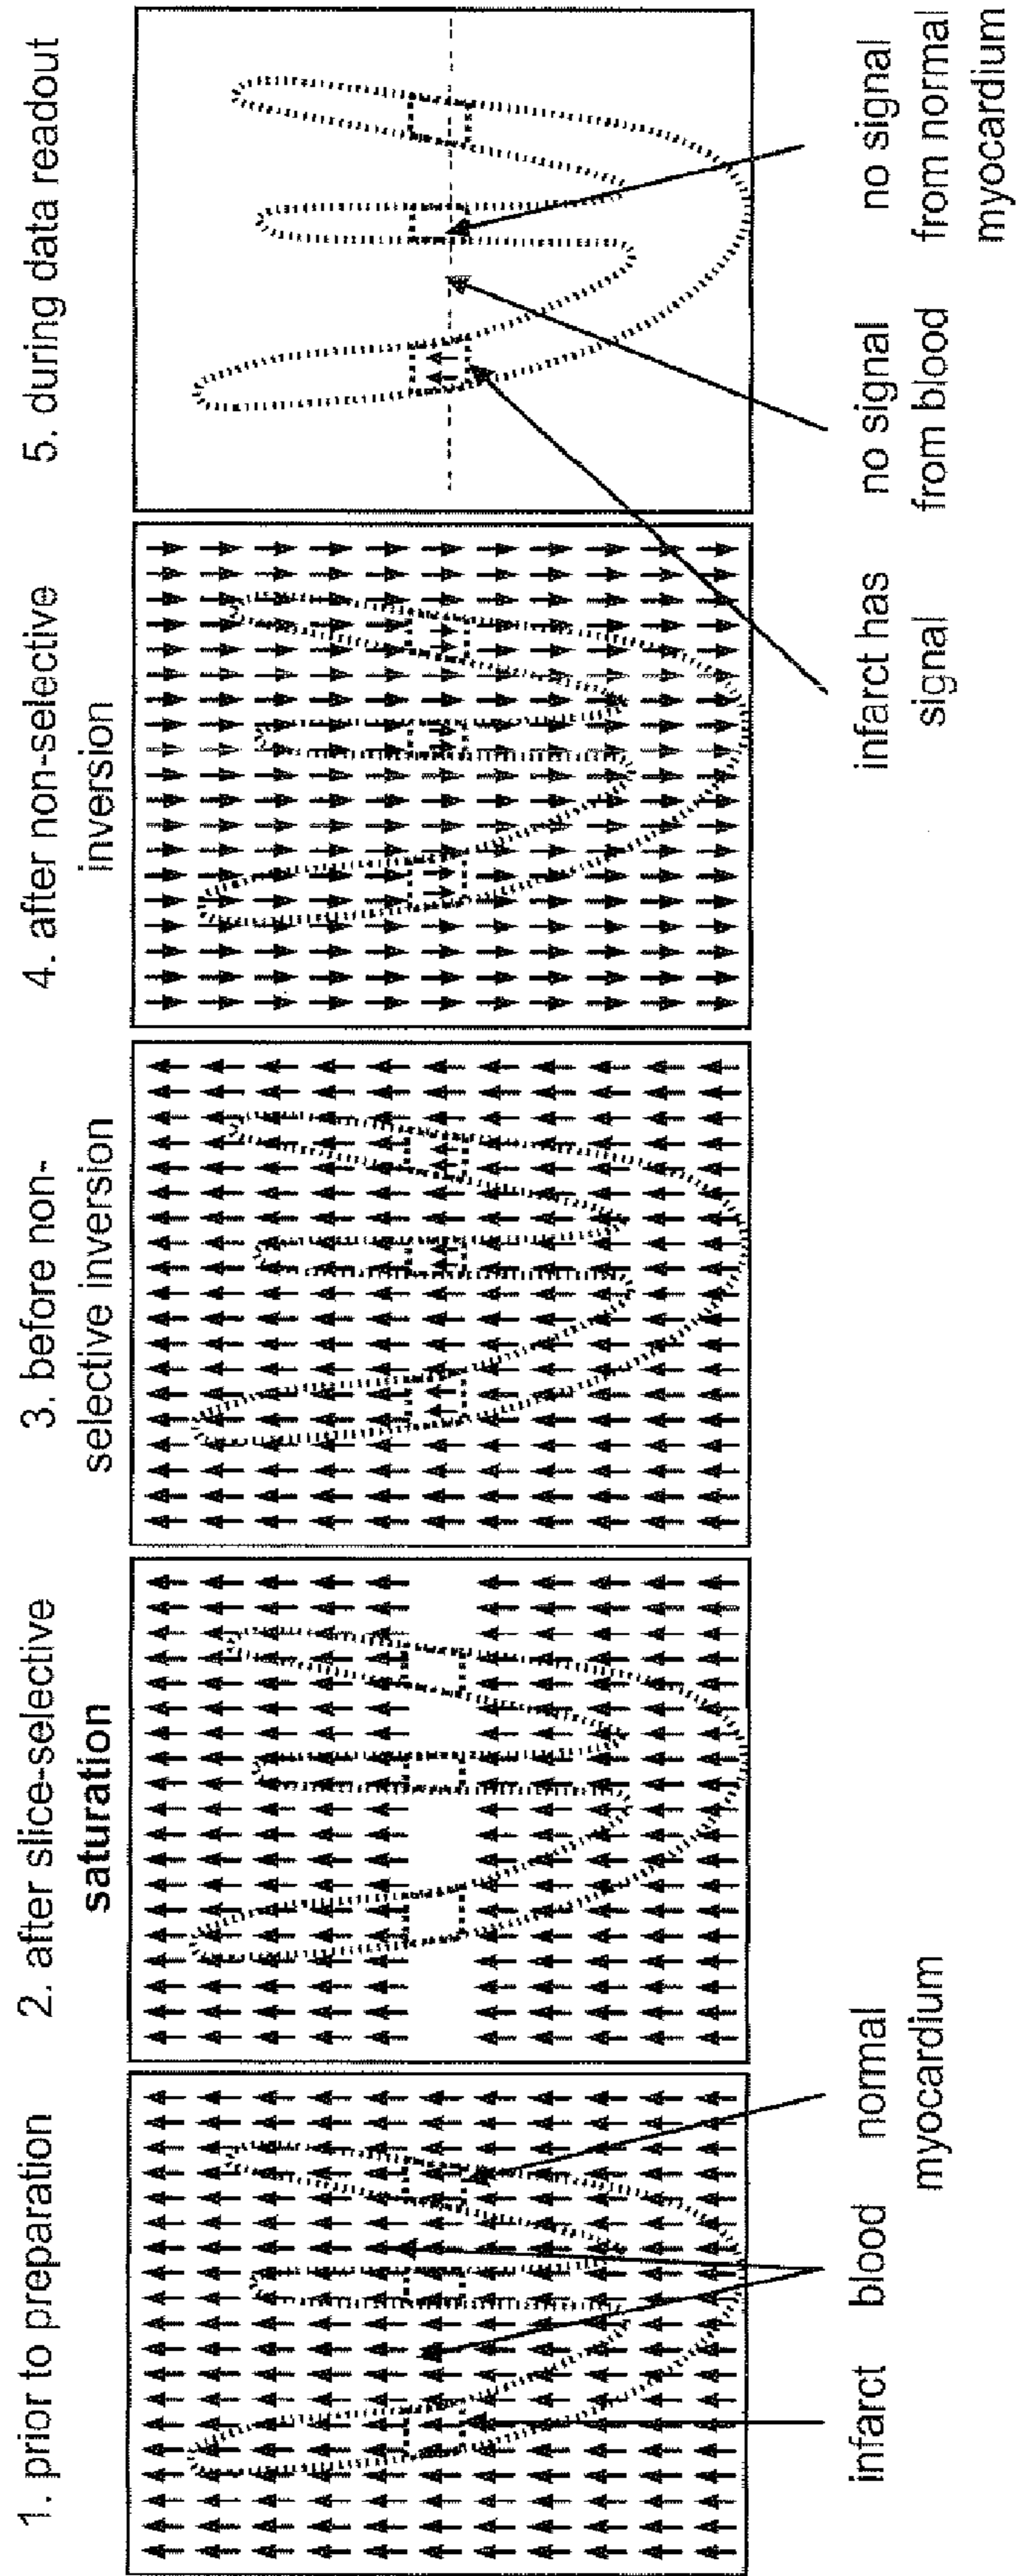 1. prior to preparation
2. after slice-selective
saturation
3. before non-
selective inversion
4. after non-selective
inversion
5. during data readout
infarct
blood
normal
myocardium
infarct has
signal
no signal
from blood
no signal
from normal
myocardium